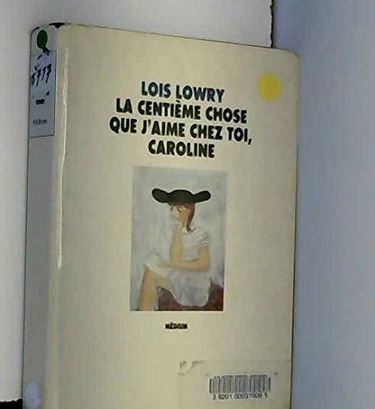 LOIS LOWRY
LA CENTIÈME CHOSE
QUE J'AIME CHEZ TOI,
CAROLINE
MÉDIUM